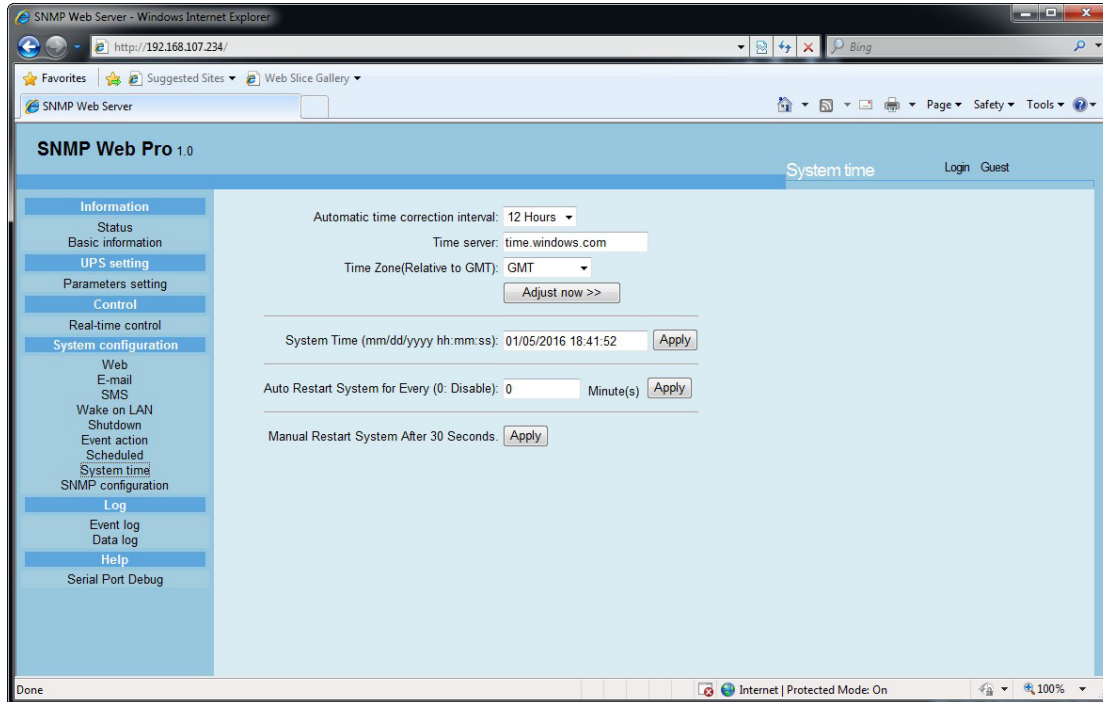 SNMP Web Server - Windows Internet Explorer
http://192.168.107.234/
Bing
Favorites Suggested Sites Web Slice Gallery
SNMP Web Server Page Safety Tools
SNMP Web Pro 1.0
System time Login Guest
Information
Status
Basic information
UPS setting
Parameters setting
Control
Real-time control
System configuration
Web
E-mail
SMS
Wake on LAN
Shutdown
Event action
Scheduled
System time
SNMP configuration
Log
Event log
Data log
Help
Serial Port Debug
Automatic time correction interval: 12 Hours
Time server: time.windows.com
Time Zone(Relative to GMT): GMT
Adjust now >>
System Time (mm/dd/yyyy hh:mm:ss): 01/05/2016 18:41:52 Apply
Auto Restart System for Every (0: Disable): 0 Minute(s) Apply
Manual Restart System After 30 Seconds. Apply
Done Internet | Protected Mode: On 100%